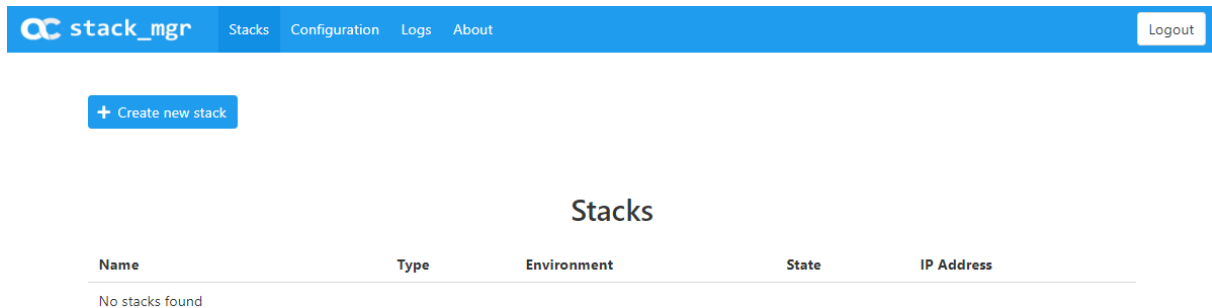 stack_mgr Stacks Configuration Logs About Logout
Create new stack
Stacks
Name Type Environment State IP Address
No stacks found